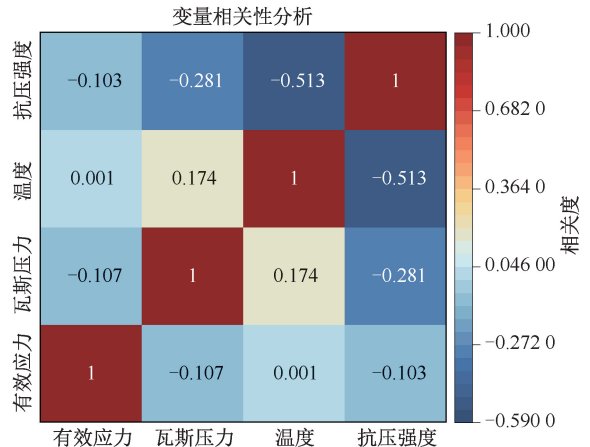 变量相关性分析
抗压强度
−0.103 −0.281 −0.513 1
温度
0.001 0.174 1 −0.513
瓦斯压力
−0.107 1 0.174 −0.281
有效应力
1 −0.107 0.001 −0.103
有效应力 瓦斯压力 温度 抗压强度
1.000
0.682 0
0.364 0
0.046 00
−0.272 0
−0.590 0
相关度